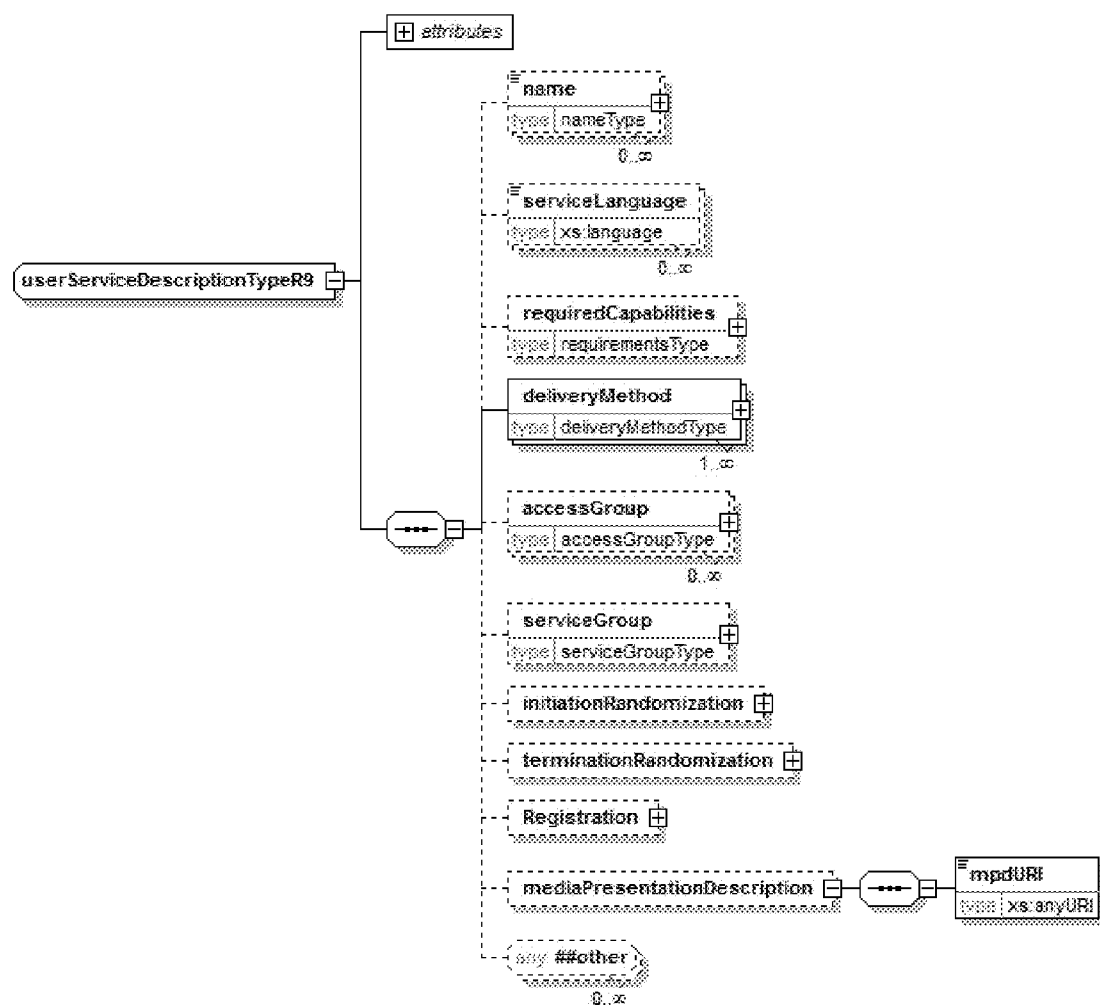 attributes
name
type nameType
0..∞
serviceLanguage
type xs:language
0..∞
userServiceDescriptionTypeR9
requiredCapabilities
type requirementsType
deliveryMethod
type deliveryMethodType
1..∞
accessGroup
type accessGroupType
0..∞
serviceGroup
type serviceGroupType
initiationRandomization
terminationRandomization
Registration
mediaPresentationDescription
mpdURI
type xs:anyURI
any ##other
0..∞